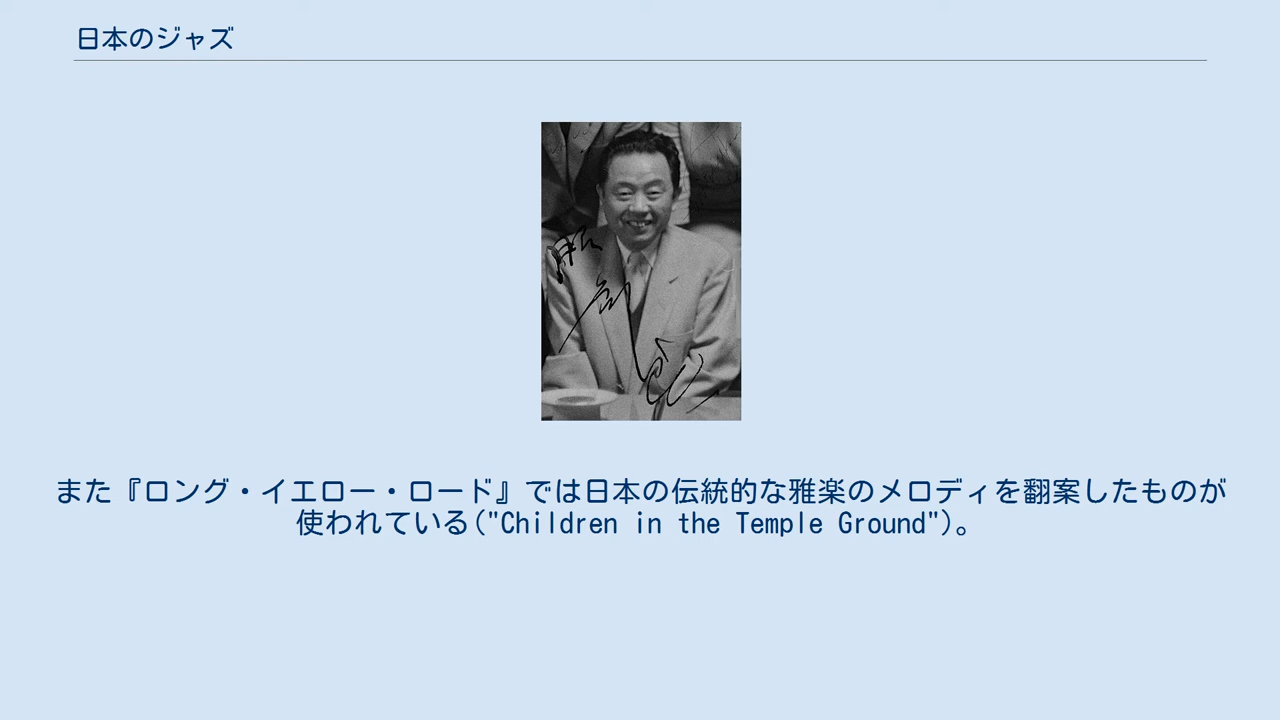 日本のジャズ
また『ロング・イエロー・ロード』では日本の伝統的な雅楽のメロディを翻案したものが
使われている("Children in the Temple Ground")。